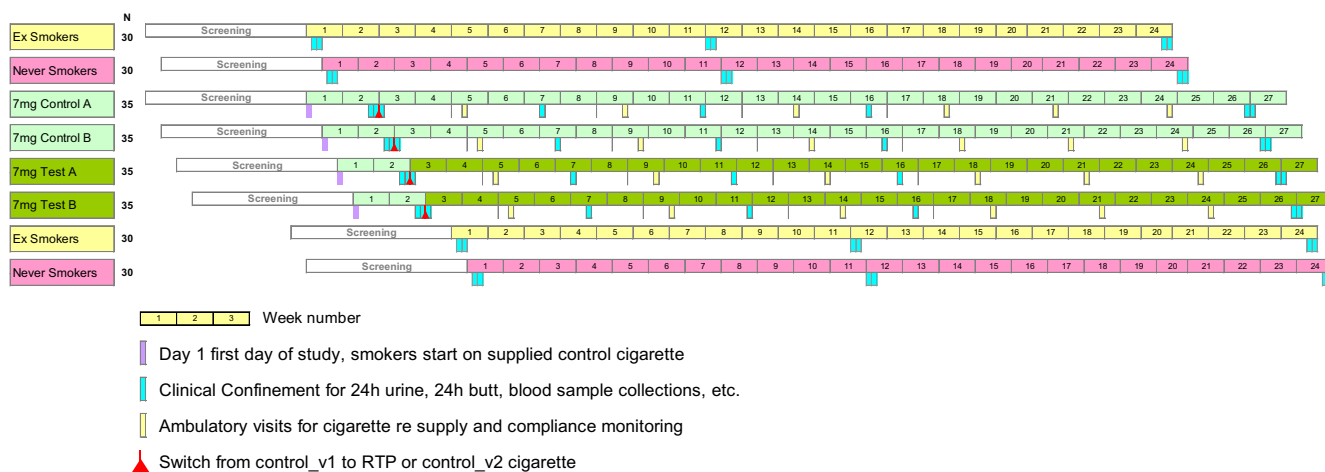 N
Ex Smokers 30 Screening 1 2 3 4 5 6 7 8 9 10 11 12 13 14 15 16 17 18 19 20 21 22 23 24
Never Smokers 30 Screening 1 2 3 4 5 6 7 8 9 10 11 12 13 14 15 16 17 18 19 20 21 22 23 24
7mg Control A 35 Screening 1 2 3 4 5 6 7 8 9 10 11 12 13 14 15 16 17 18 19 20 21 22 23 24 25 26 27
7mg Control B 35 Screening 1 2 3 4 5 6 7 8 9 10 11 12 13 14 15 16 17 18 19 20 21 22 23 24 25 26 27
7mg Test A 35 Screening 1 2 3 4 5 6 7 8 9 10 11 12 13 14 15 16 17 18 19 20 21 22 23 24 25 26 27
7mg Test B 35 Screening 1 2 3 4 5 6 7 8 9 10 11 12 13 14 15 16 17 18 19 20 21 22 23 24 25 26 27
Ex Smokers 30 Screening 1 2 3 4 5 6 7 8 9 10 11 12 13 14 15 16 17 18 19 20 21 22 23 24
Never Smokers 30 Screening 1 2 3 4 5 6 7 8 9 10 11 12 13 14 15 16 17 18 19 20 21 22 23 24
1 2 3 Week number
Day 1 first day of study, smokers start on supplied control cigarette
Clinical Confinement for 24h urine, 24h butt, blood sample collections, etc.
Ambulatory visits for cigarette re supply and compliance monitoring
Switch from control_v1 to RTP or control_v2 cigarette